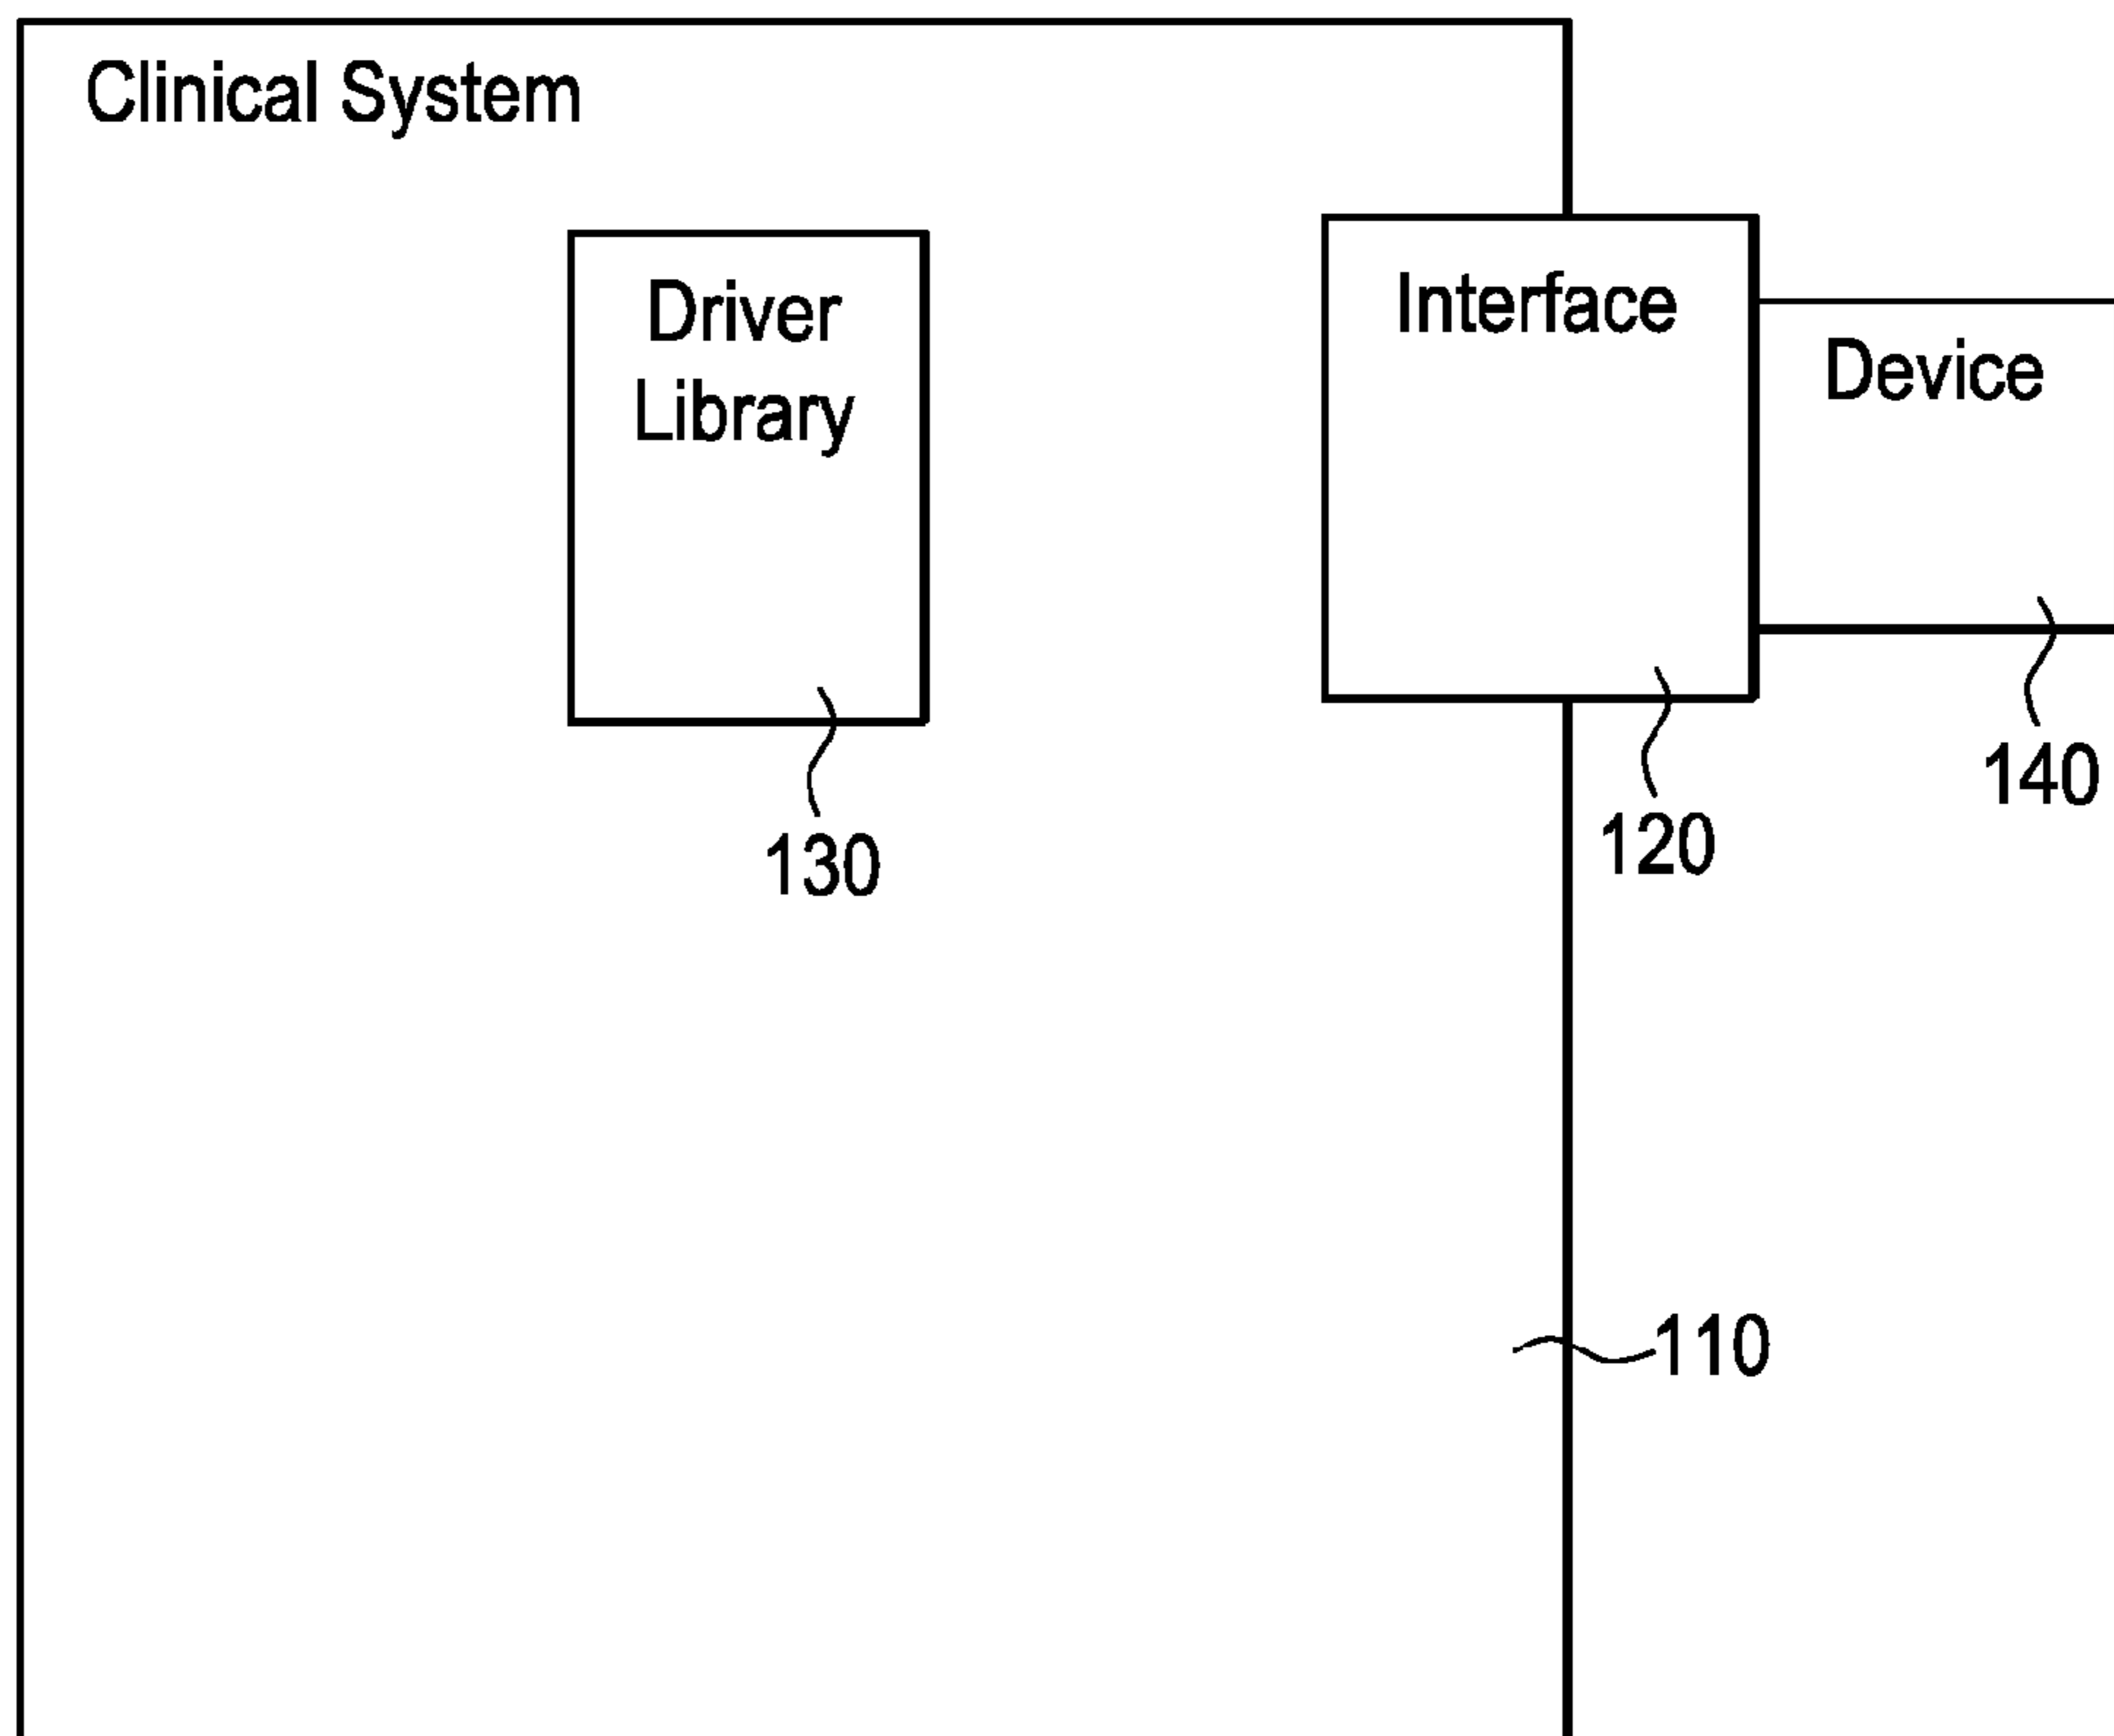 Clinical System
Driver
Library
Interface
Device
130
120
140
110